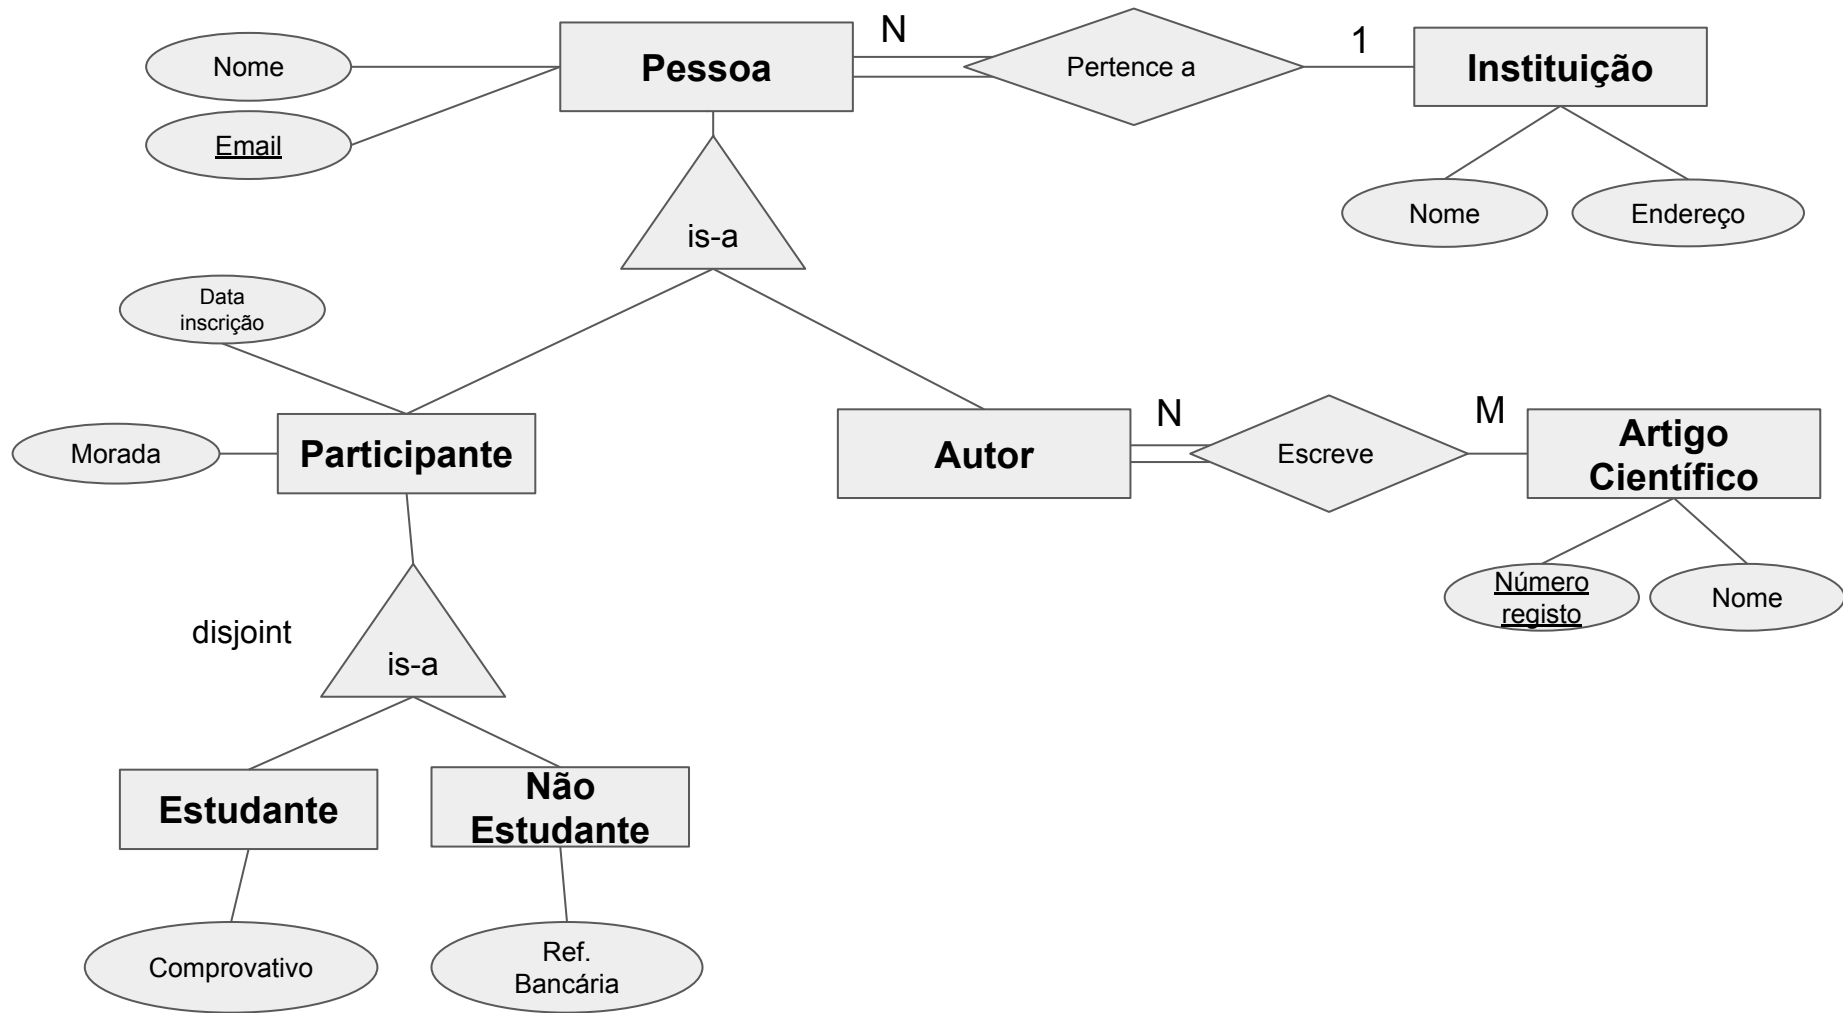 N
1
Nome
Pessoa
Pertence a
Instituição
Email
Nome
Endereço
is-a
Data
inscrição
N
M
Morada
Participante
Autor
Escreve
Artigo
Científico
Número
registo
Nome
disjoint
is-a
Estudante
Não
Estudante
Comprovativo
Ref.
Bancária